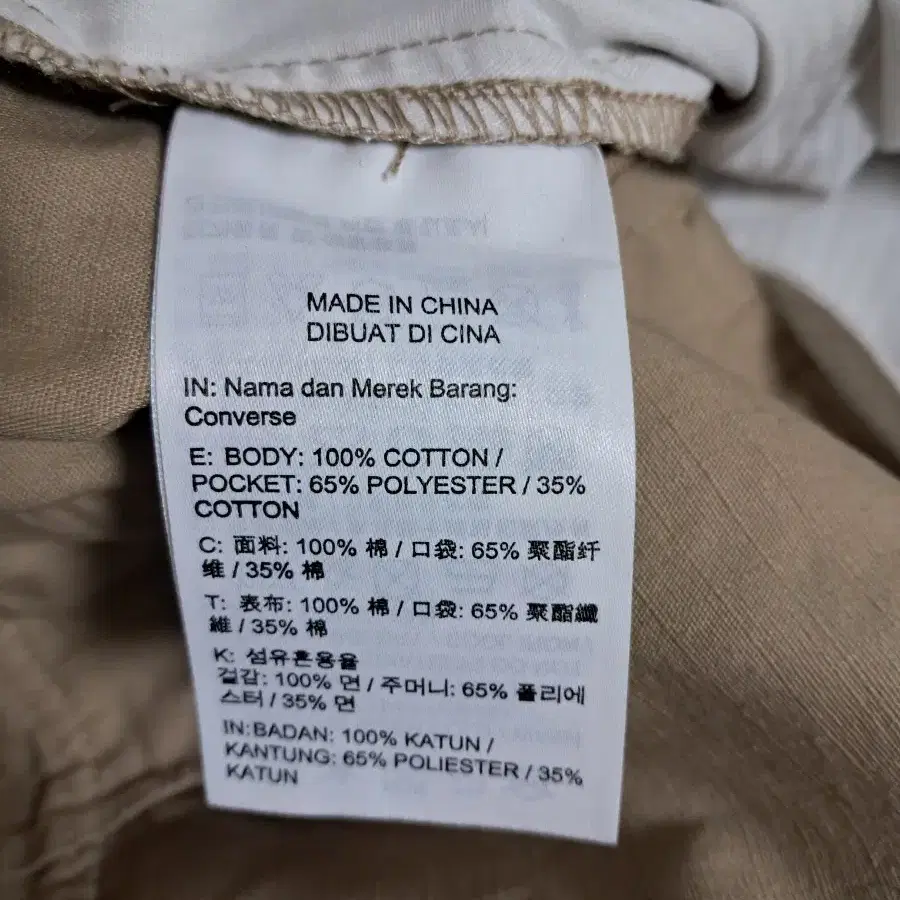 MADE IN CHINA
DIBUAT DI CINA
IN: Nama dan Merek Barang:
Converse
E: BODY: 100% COTTON /
POCKET: 65% POLYESTER / 35%
COTTON
C: 面料: 100% 棉 / 口袋: 65% 聚酯纤
维 / 35% 棉
T: 表布: 100% 棉 / 口袋: 65% 聚酯纖
維 / 35% 棉
K: 섬유혼용율
겉감: 100% 면 / 주머니: 65% 폴리에
스터 / 35% 면
IN:BADAN: 100% KATUN /
KANTUNG: 65% POLIESTER / 35%
KATUN